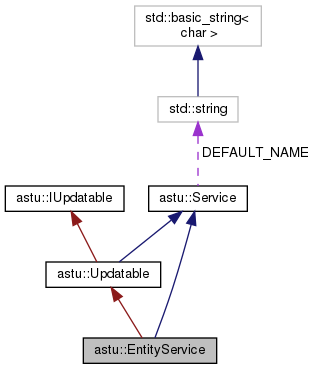 std::basic_string<
char >
std::string
DEFAULT_NAME
astu::IUpdatable
astu::Service
astu::Updatable
astu::EntityService